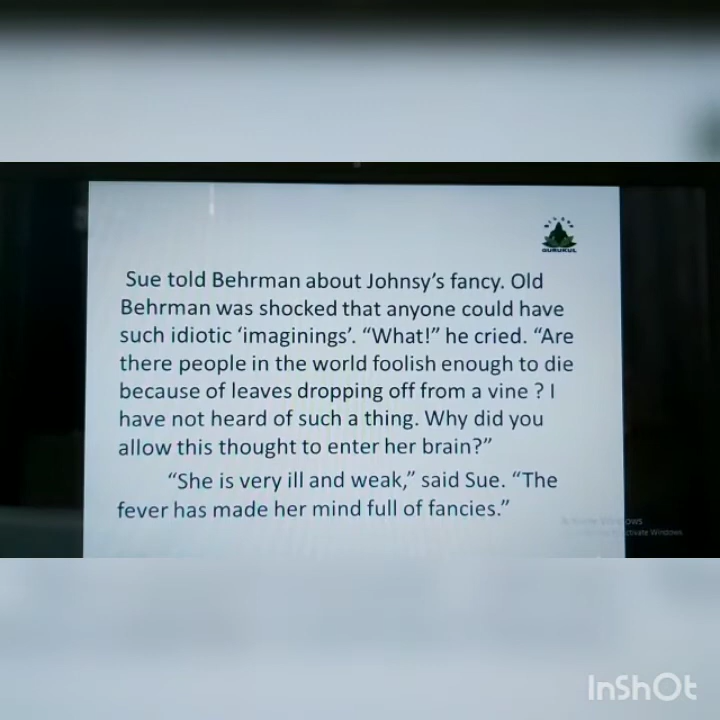 GURUKUL
Sue told Behrman about Johnsy's fancy. Old
Behrman was shocked that anyone could have
such idiotic 'imaginings'. “What!” he cried. “Are
there people in the world foolish enough to die
because of leaves dropping off from a vine ? I
have not heard of such a thing. Why did you
allow this thought to enter her brain?”
“She is very ill and weak,” said Sue. “The
fever has made her mind full of fancies.”
activate Windows
InShOt